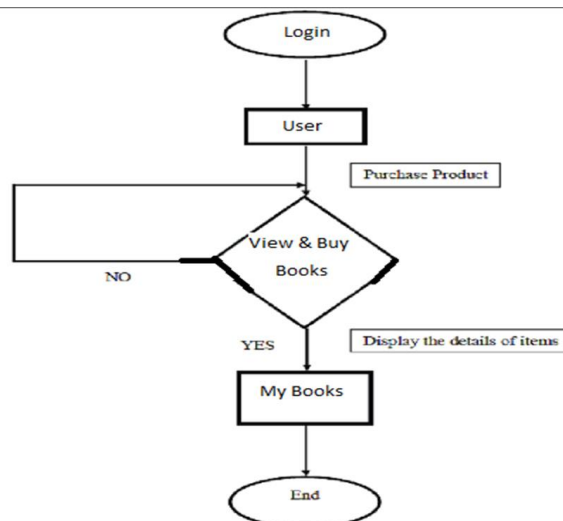 Login
User
Purchase Product
View & Buy
Books
NO
YES
Display the details of items
My Books
End